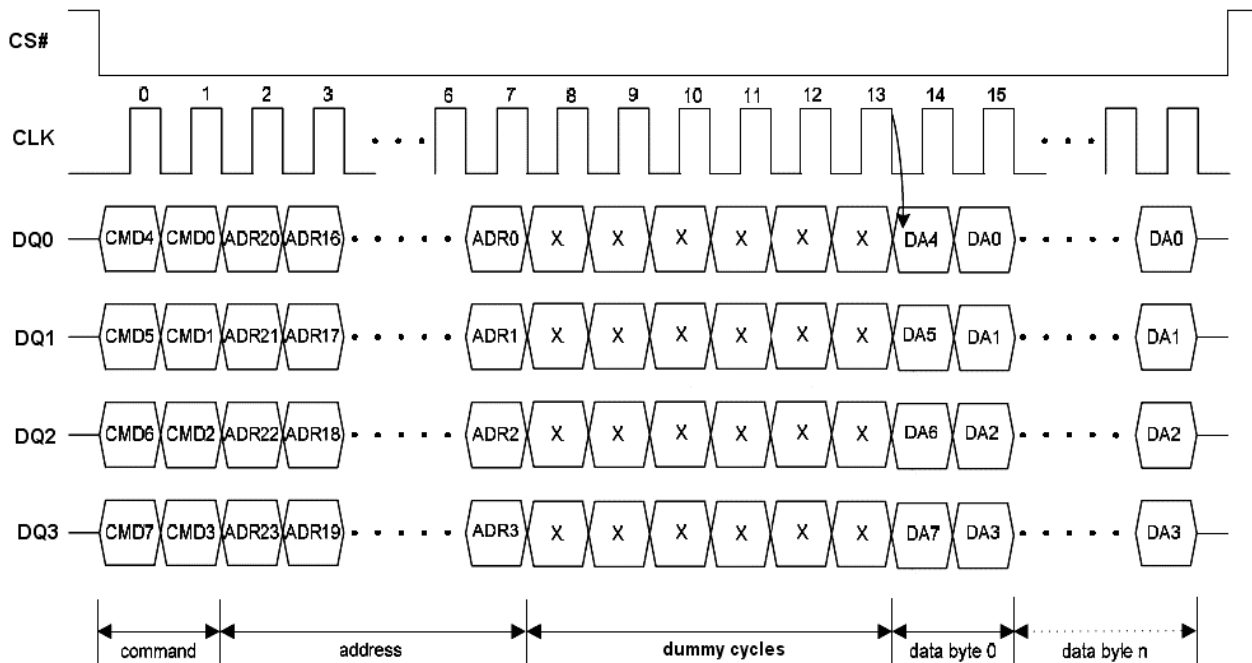 CS#
0 1 2 3 6 7 8 9 10 11 12 13 14 15
CLK
DQ0 CMD4 CMD0 ADR20 ADR16 ADR0 X X X X X X DA4 DA0 DA0
DQ1 CMD5 CMD1 ADR21 ADR17 ADR1 X X X X X X DA5 DA1 DA1
DQ2 CMD6 CMD2 ADR22 ADR18 ADR2 X X X X X X DA6 DA2 DA2
DQ3 CMD7 CMD3 ADR23 ADR19 ADR3 X X X X X X DA7 DA3 DA3
command address dummy cycles data byte 0 data byle n